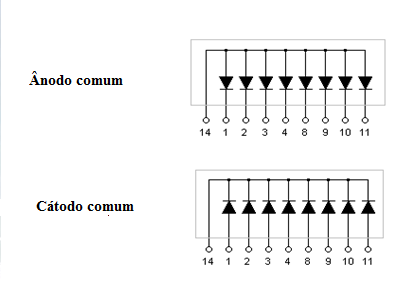 Ânodo comum
14 1 2 3 4 8 9 10 11
Cátodo comum
14 1 2 3 4 8 9 10 11